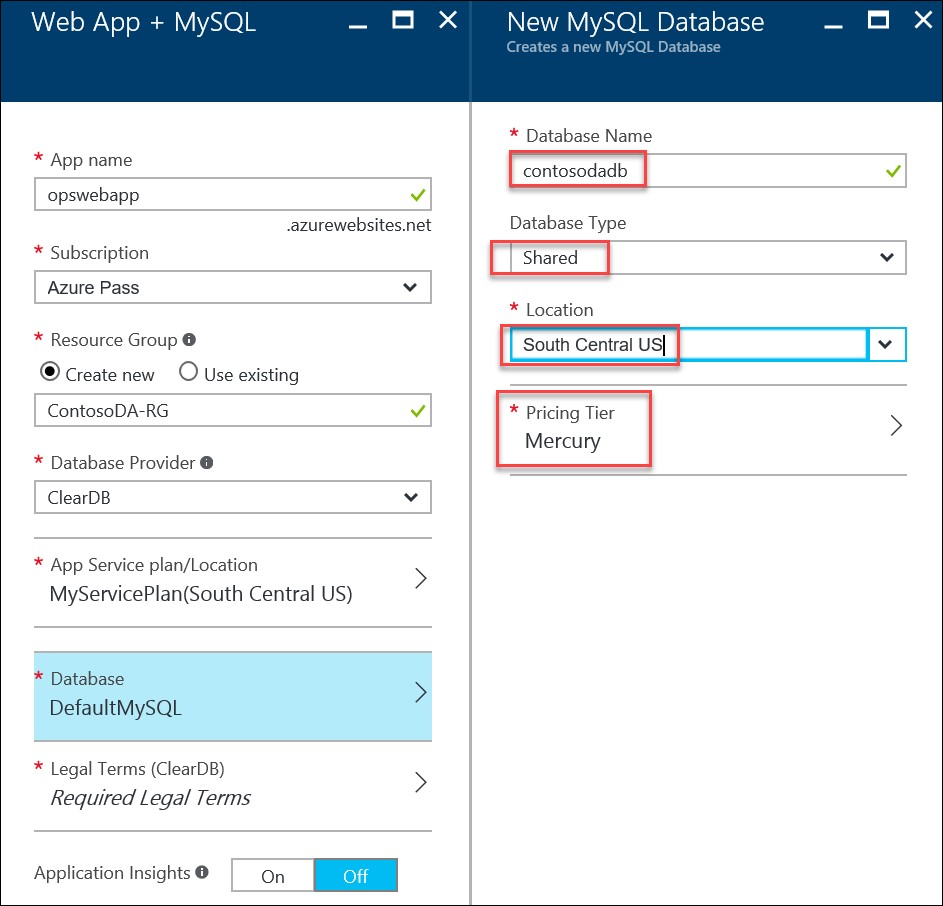 Web App + MySQL
* App name
opswebapp
.azurewebsites.net
* Subscription
Azure Pass
* Resource Group
Create new
Use existing
ContosoDA-RG
* Database Provider
ClearDB
* App Service plan/Location
MyServicePlan(South Central US)
* Database
DefaultMySQL
* Legal Terms (ClearDB)
Required Legal Terms
Application Insights
On
Off
New MySQL Database
Creates a new MySQL Database
* Database Name
contosodadb
Database Type
Shared
* Location
South Central US
* Pricing Tier
Mercury